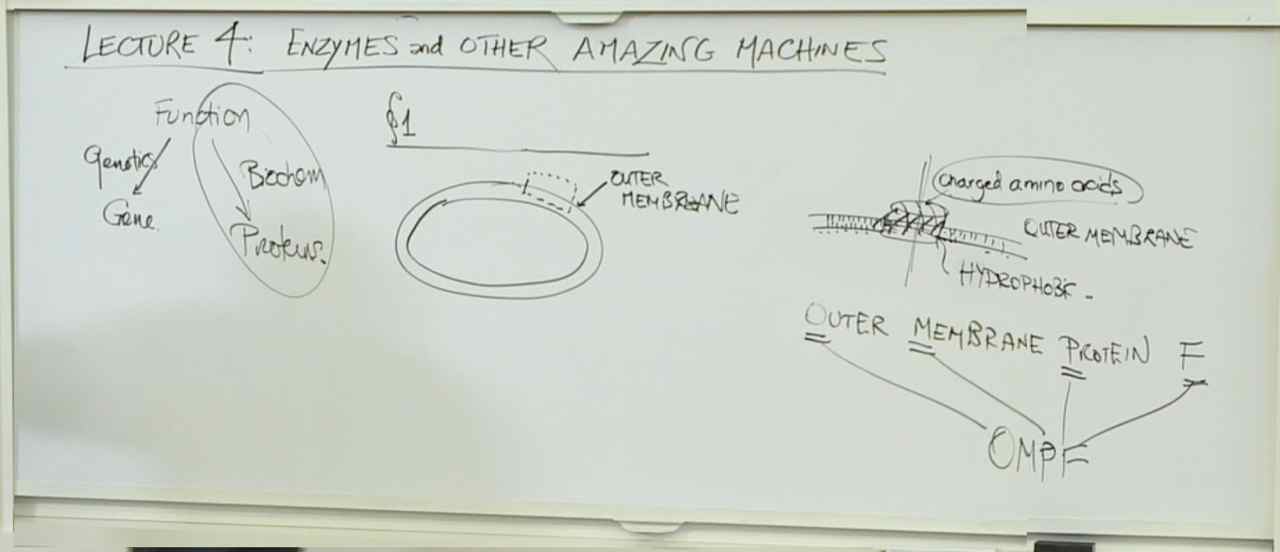 LECTURE 4: ENZYMES and OTHER AMAZING MACHINES
Function
Genetics
Gene
Biochem
Proteins.
§1
OUTER
MEMBRANE
Charged amino acids
OUTER MEMBRANE
HYDROPHOBIC
OUTER MEMBRANE PROTEIN F
OMPF